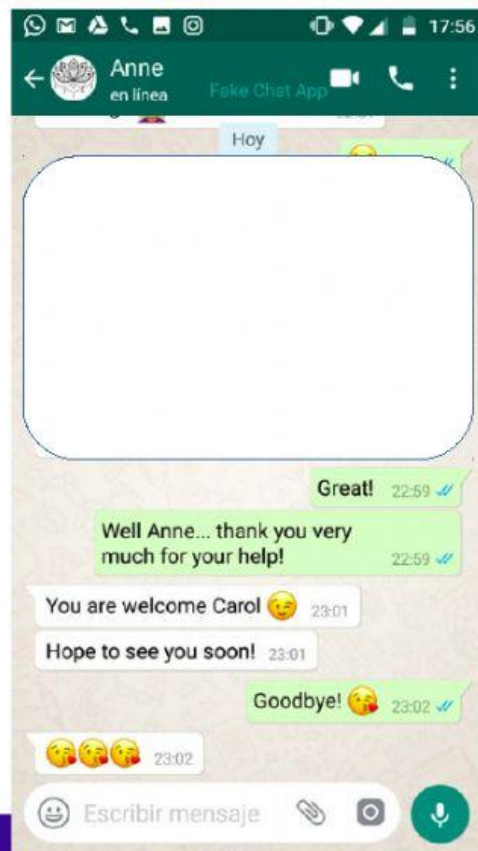 17:56
Anne
en línea
Fake Chat App
Hoy
Great! 22:59
Well Anne... thank you very
much for your help! 22:59
You are welcome Carol 😉 23:01
Hope to see you soon! 23:01
Goodbye! 😘 23:02
😘😘😘 23:02
Escribir mensaje